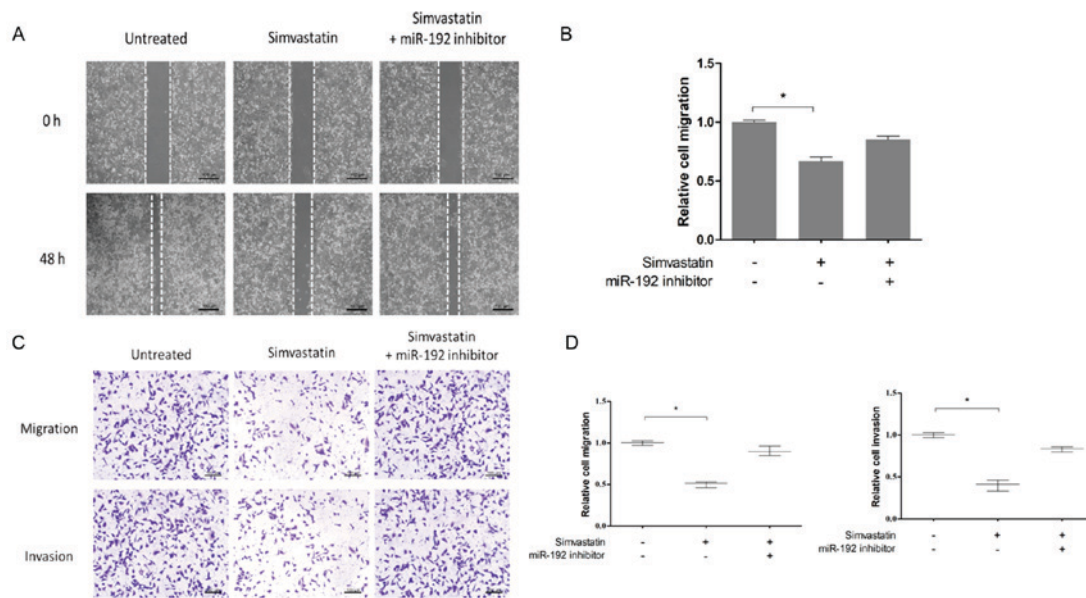 A
Untreated
Simvastatin
Simvastatin
+ miR-192 inhibitor
0 h
48 h
B
Relative cell migration
1.5
1.0
0.5
0.0
*
Simvastatin - + +
miR-192 inhibitor - - +
C
Untreated
Simvastatin
Simvastatin
+ miR-192 inhibitor
Migration
Invasion
D
Relative cell migration
1.5
1.0
0.5
0.0
*
Simvastatin - + +
miR-192 inhibitor - - +
Relative cell invasion
1.5
1.0
0.5
0.0
*
Simvastatin - + +
miR-192 inhibitor - - +